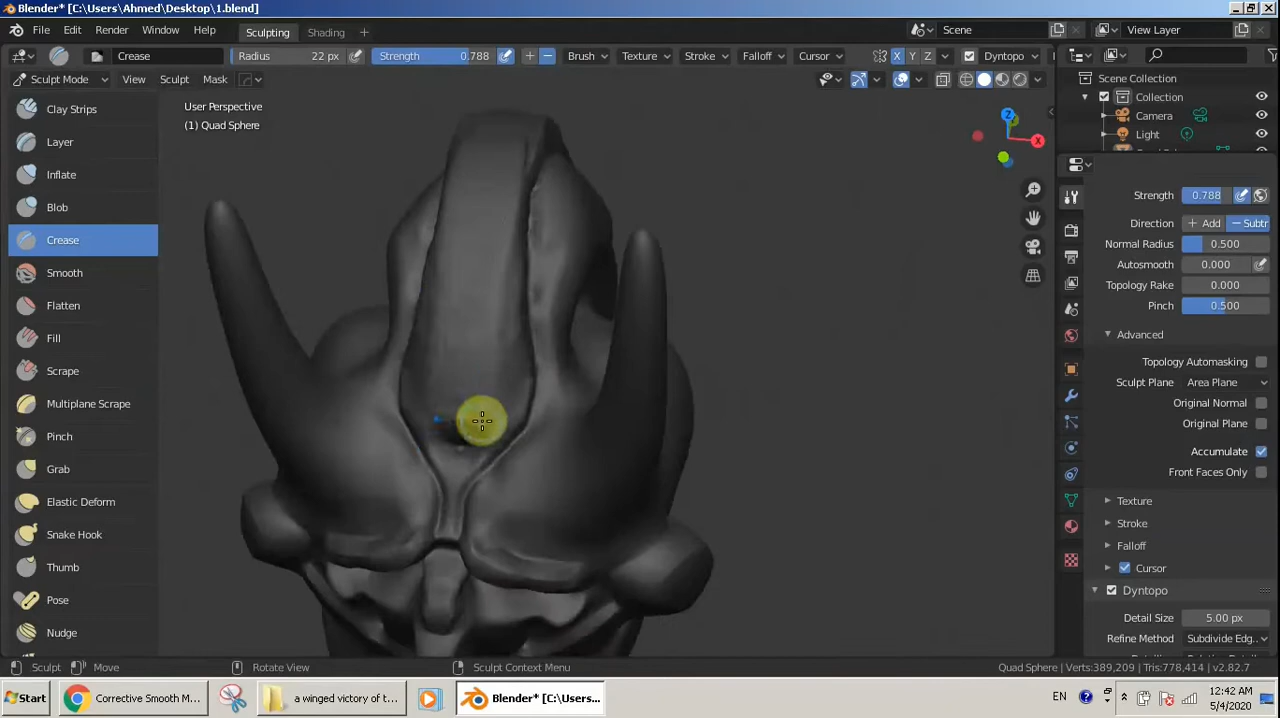 Blender* [C:\Users\Ahmed\Desktop\1.blend]
File Edit Render Window Help Sculpting Shading + Scene View Layer
Crease Radius 22 px Strength 0.788 Brush Texture Stroke Falloff Cursor X Y Z Dyntopo
Sculpt Mode View Sculpt Mask
User Perspective
(1) Quad Sphere
Clay Strips
Layer
Inflate
Blob
Crease
Smooth
Flatten
Fill
Scrape
Multiplane Scrape
Pinch
Grab
Elastic Deform
Snake Hook
Thumb
Pose
Nudge
Z
X
Scene Collection
Collection
Camera
Light
Strength 0.788
Direction + Add − Subtr
Normal Radius 0.500
Autosmooth 0.000
Topology Rake 0.000
Pinch 0.500
Advanced
Topology Automasking
Sculpt Plane Area Plane
Original Normal
Original Plane
Accumulate
Front Faces Only
Texture
Stroke
Falloff
Cursor
Dyntopo
Detail Size 5.00 px
Refine Method Subdivide Edg..
Sculpt Move Rotate View Sculpt Context Menu Quad Sphere | Verts:389,209 | Tris:778,414 | v2.82.7
Start Corrective Smooth M... a winged victory of t... Blender* [C:\Users... EN 12:42 AM
5/4/2020